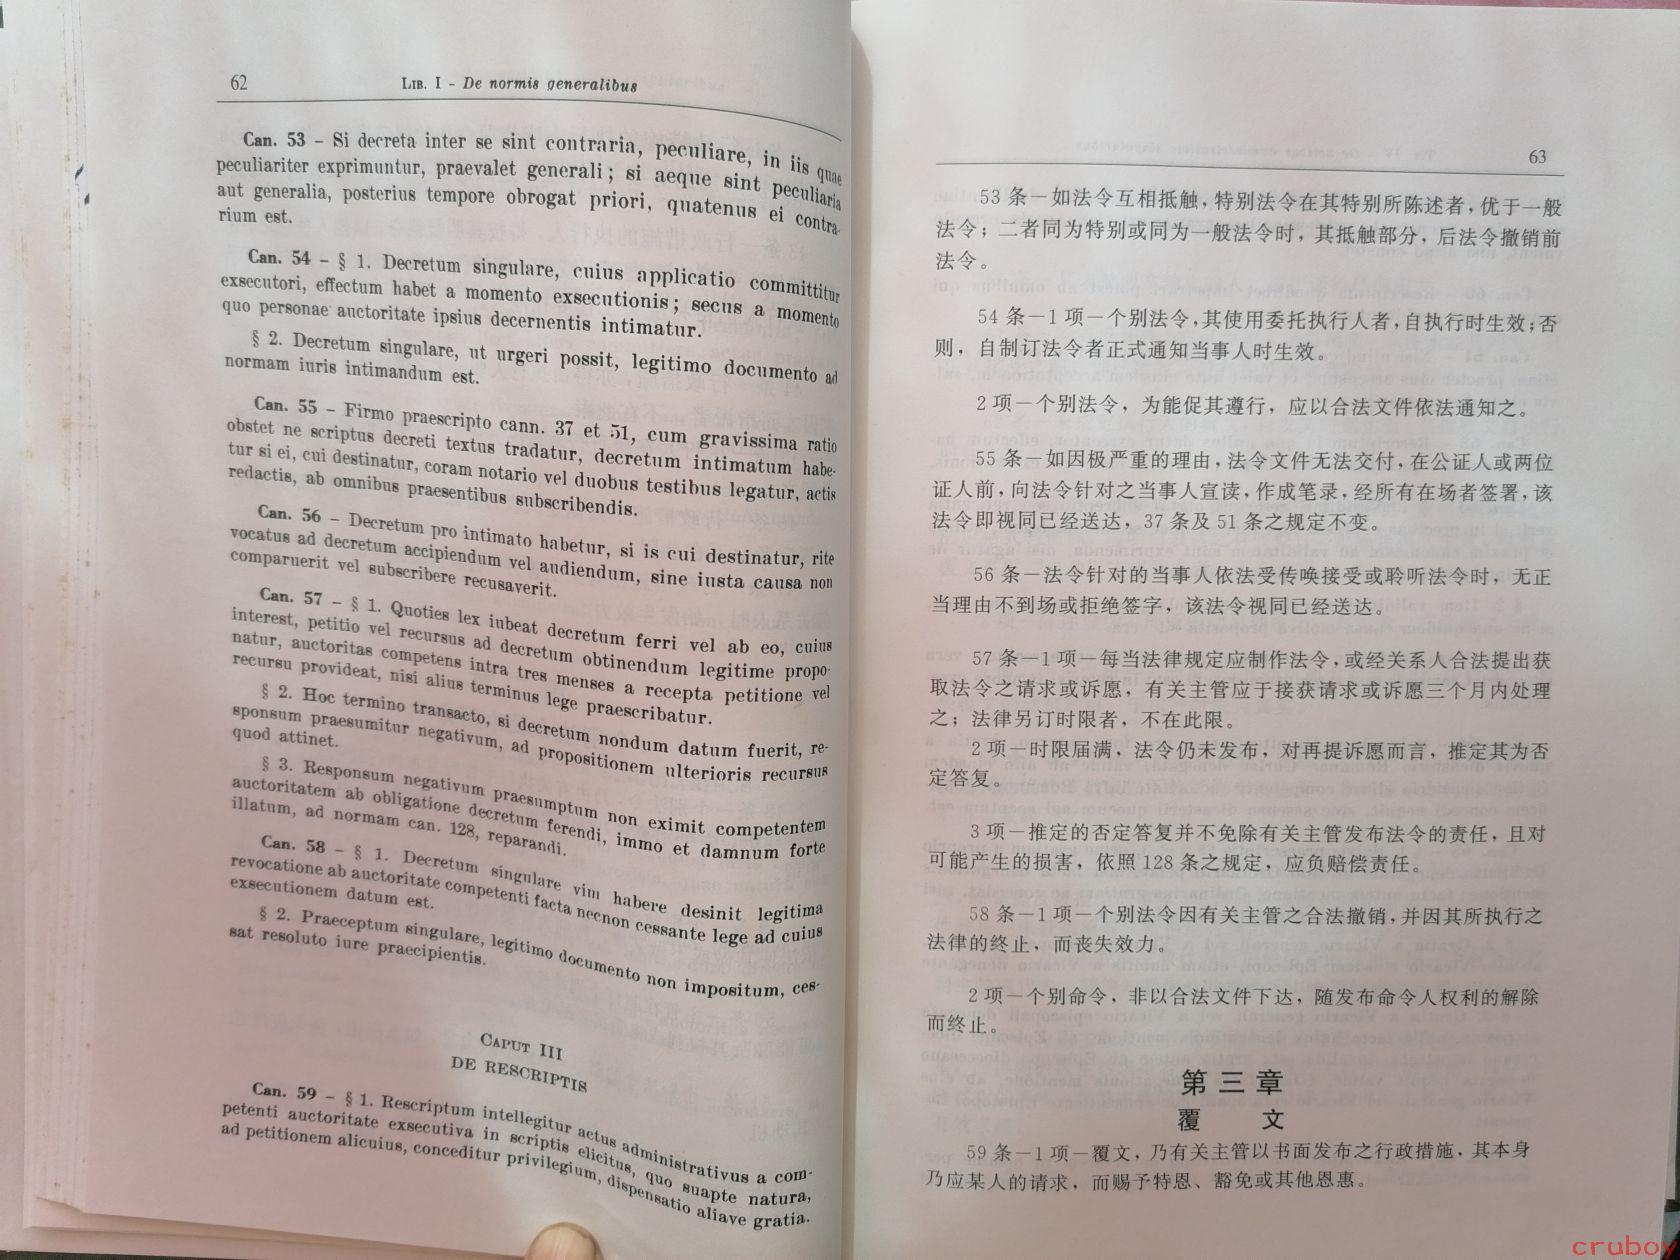 62
LIB. I – De normis generalibus
Can. 53 – Si decreta inter se sint contraria, peculiare, in iis quae
peculiariter exprimuntur, praevalet generali; si aeque sint peculiaria
aut generalia, posterius tempore obrogat priori, quatenus ei contra-
rium est.
Can. 54 – § 1. Decretum singulare, cuius applicatio committitur
exsecutori, effectum habet a momento exsecutionis; secus a momento
quo personae auctoritate ipsius decernentis intimatur.
§ 2. Decretum singulare, ut urgeri possit, legitimo documento ad
normam iuris intimandum est.
Can. 55 – Firmo praescripto cann. 37 et 51, cum gravissima ratio
obstet ne scriptus decreti textus tradatur, decretum intimatum habe-
tur si ei, cui destinatur, coram notario vel duobus testibus legatur, actis
redactis, ab omnibus praesentibus subscribendis.
Can. 56 – Decretum pro intimato habetur, si is cui destinatur, rite
vocatus ad decretum accipiendum vel audiendum, sine iusta causa non
comparuerit vel subscribere recusaverit.
Can. 57 – § 1. Quoties lex iubeat decretum ferri vel ab eo, cuius
interest, petitio vel recursus ad decretum obtinendum legitime propo-
natur, auctoritas competens intra tres menses a recepta petitione vel
recursu provideat, nisi alius terminus lege praescribatur.
§ 2. Hoc termino transacto, si decretum nondum datum fuerit, re-
sponsum praesumitur negativum, ad propositionem ulterioris recursus
quod attinet.
§ 3. Responsum negativum praesumptum non eximit competentem
auctoritatem ab obligatione decretum ferendi, immo et damnum forte
illatum, ad normam can. 128, reparandi.
Can. 58 – § 1. Decretum singulare vim habere desinit legitima
revocatione ab auctoritate competenti facta necnon cessante lege ad cuius
exsecutionem datum est.
§ 2. Praeceptum singulare, legitimo documento non impositum, ces-
sat resoluto iure praecipientis.
CAPUT III
DE RESCRIPTIS
Can. 59 – § 1. Rescriptum intellegitur actus administrativus a com-
petenti auctoritate exsecutiva in scriptis elicitus, quo suapte natura,
ad petitionem alicuius, conceditur privilegium, dispensatio aliave gratia.
63
53 条－如法令互相抵触，特别法令在其特别所陈述者，优于一般
法令；二者同为特别或同为一般法令时，其抵触部分，后法令撤销前
法令。
54 条－1 项－个别法令，其使用委托执行人者，自执行时生效；否
则，自制订法令者正式通知当事人时生效。
2 项－个别法令，为能促其遵行，应以合法文件依法通知之。
55 条－如因极严重的理由，法令文件无法交付，在公证人或两位
证人前，向法令针对之当事人宣读，作成笔录，经所有在场者签署，该
法令即视同已经送达，37 条及 51 条之规定不变。
56 条－法令针对的当事人依法受传唤接受或聆听法令时，无正
当理由不到场或拒绝签字，该法令视同已经送达。
57 条－1 项－每当法律规定应制作法令，或经关系人合法提出获
取法令之请求或诉愿，有关主管应于接获请求或诉愿三个月内处理
之；法律另订时限者，不在此限。
2 项－时限届满，法令仍未发布，对再提诉愿而言，推定其为否
定答复。
3 项－推定的否定答复并不免除有关主管发布法令的责任，且对
可能产生的损害，依照 128 条之规定，应负赔偿责任。
58 条－1 项－个别法令因有关主管之合法撤销，并因其所执行之
法律的终止，而丧失效力。
2 项－个别命令，非以合法文件下达，随发布命令人权利的解除
而终止。
第 三 章
覆 文
59 条－1 项－覆文，乃有关主管以书面发布之行政措施，其本身
乃应某人的请求，而赐予特恩、豁免或其他恩惠。
cruboy